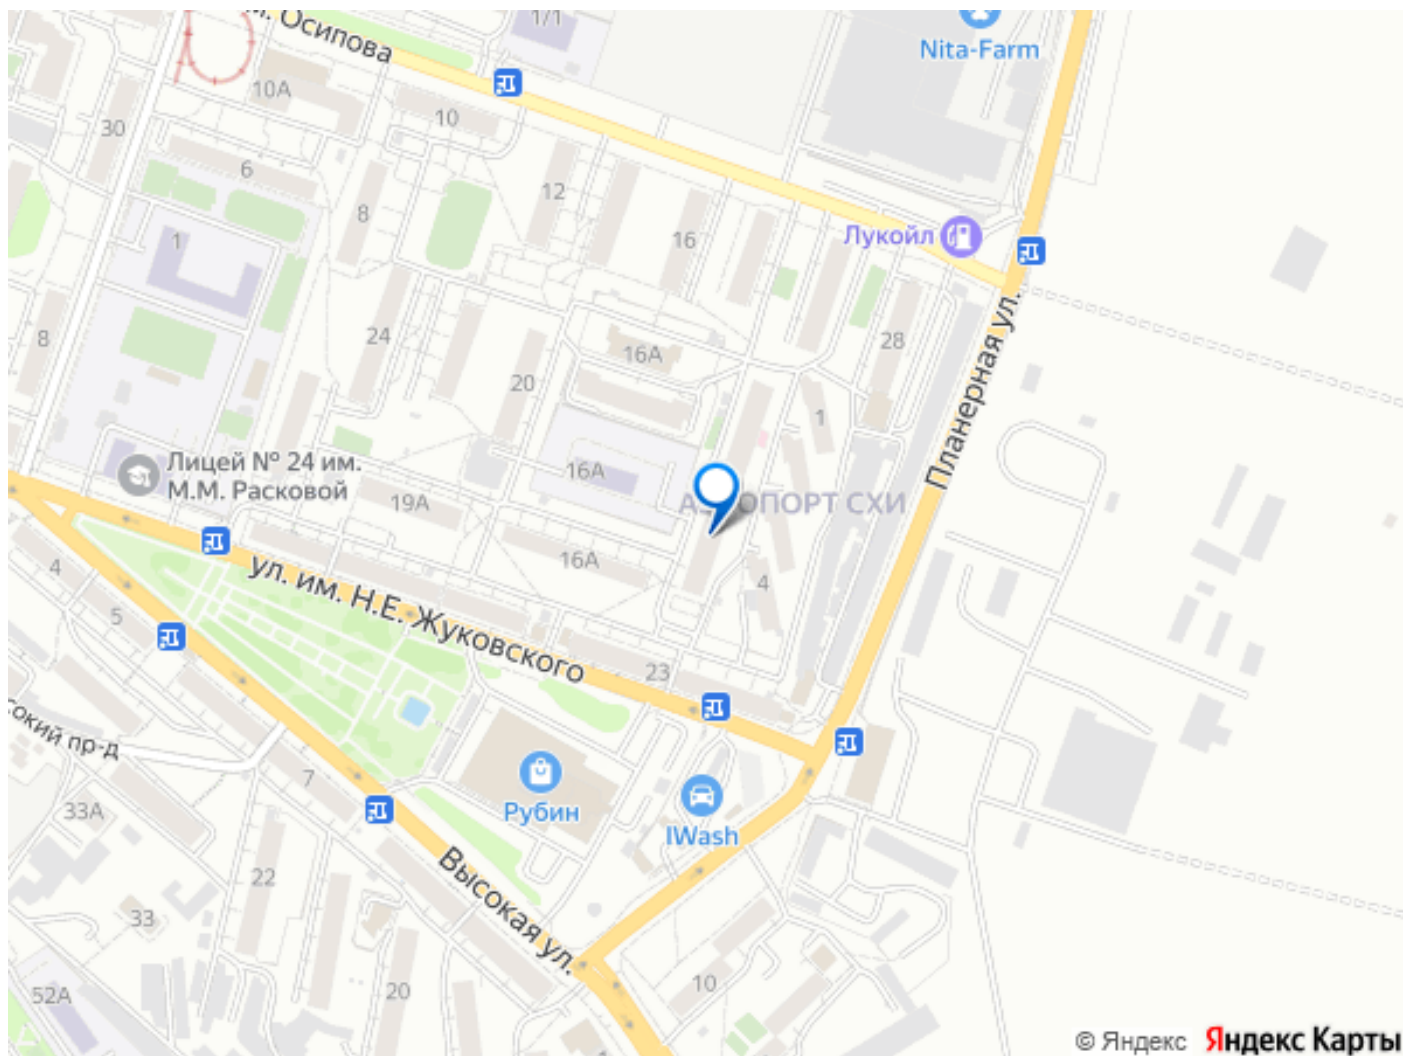 м. Осипова
1/1
Nita-Farm
10А
10
30
6
12
8
1
16
Лукойл
8
24
16А
28
20
1
Планерная ул.
Лицей № 24 им.
М.М. Расковой
16А
19А
АЭРОПОРТ СХИ
16А
4
4
5
ул. им. Н.Е. Жуковского
23
сокий пр-д
7
Рубин
IWash
33А
22
Высокая ул.
33
20
10
52А
© Яндекс Яндекс Карты